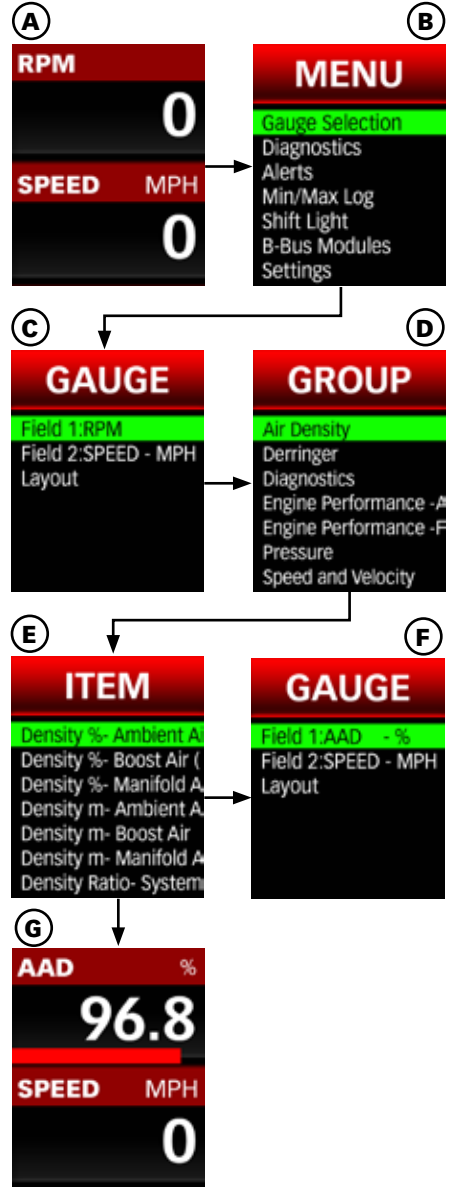 A
RPM
0
SPEED MPH
0
B
MENU
Gauge Selection
Diagnostics
Alerts
Min/Max Log
Shift Light
B-Bus Modules
Settings
C
GAUGE
Field 1:RPM
Field 2:SPEED - MPH
Layout
D
GROUP
Air Density
Derringer
Diagnostics
Engine Performance -A
Engine Performance -F
Pressure
Speed and Velocity
E
ITEM
Density %- Ambient Ai
Density %- Boost Air (
Density %- Manifold A
Density m- Ambient A
Density m- Boost Air
Density m- Manifold A
Density Ratio- System
F
GAUGE
Field 1:AAD - %
Field 2:SPEED - MPH
Layout
G
AAD %
96.8
SPEED MPH
0